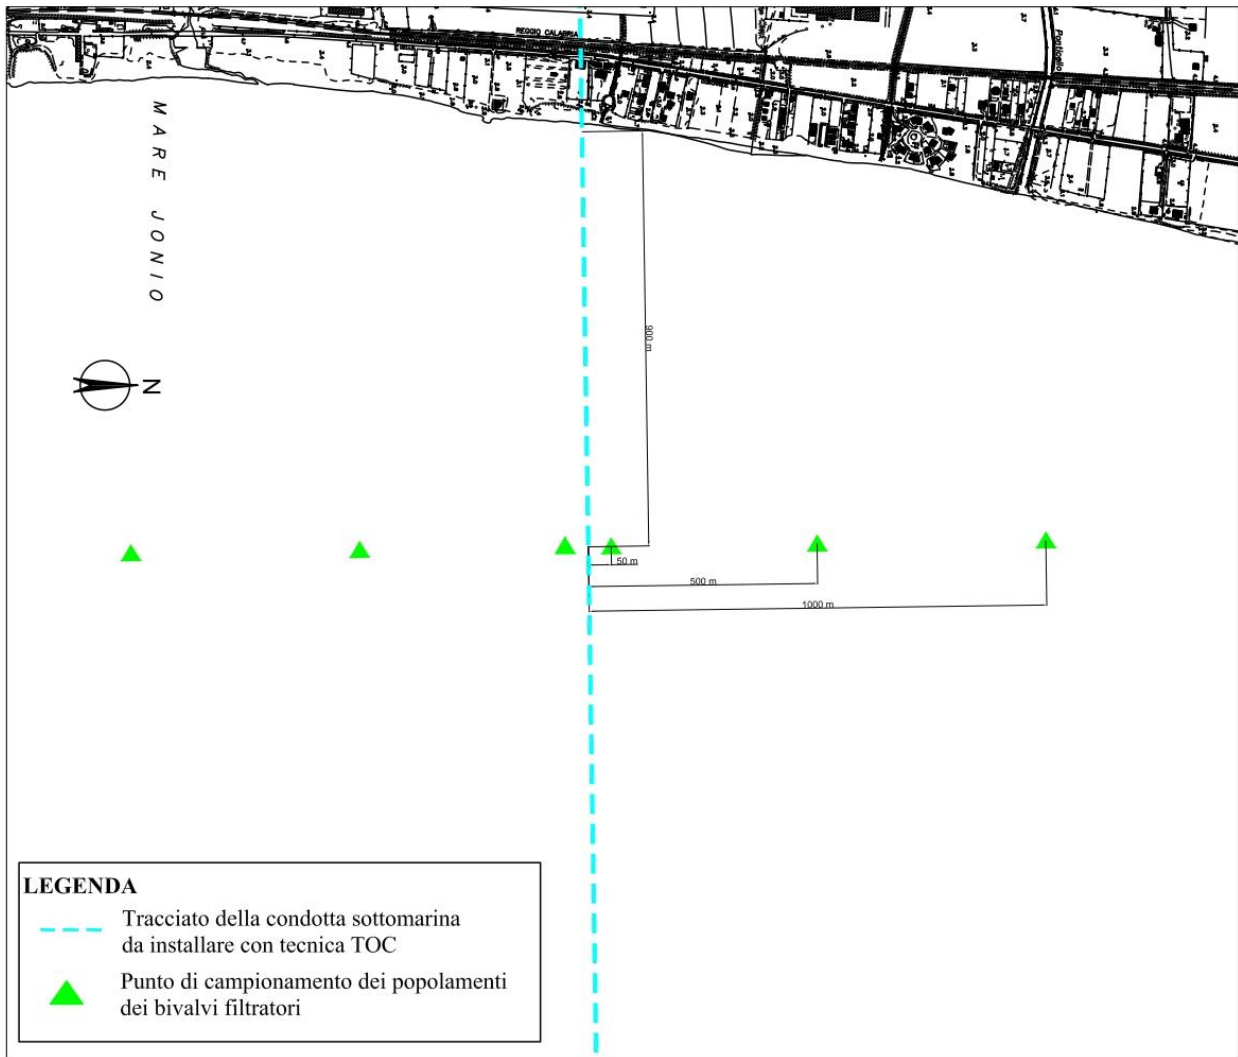 REGGIO CALABRIA
Pantiello
MARE JONIO
900 m
N
50 m
500 m
1000 m
LEGENDA
Tracciato della condotta sottomarina
da installare con tecnica TOC
Punto di campionamento dei popolamenti
dei bivalvi filtratori